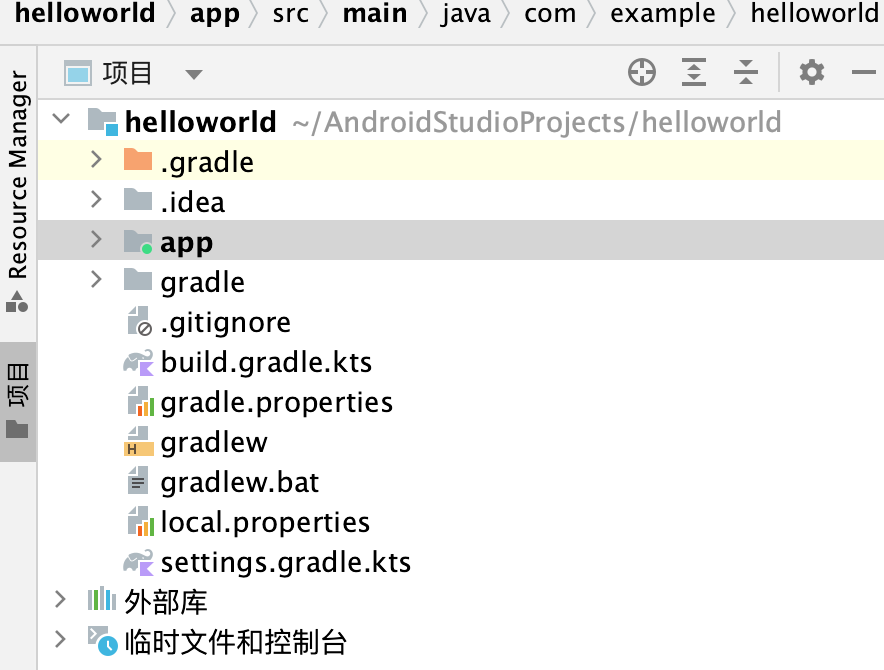 helloworld app src main java com example helloworld
Resource Manager
项目
项目
helloworld ~/AndroidStudioProjects/helloworld
.gradle
.idea
app
gradle
.gitignore
build.gradle.kts
gradle.properties
H
gradlew
gradlew.bat
local.properties
settings.gradle.kts
外部库
临时文件和控制台